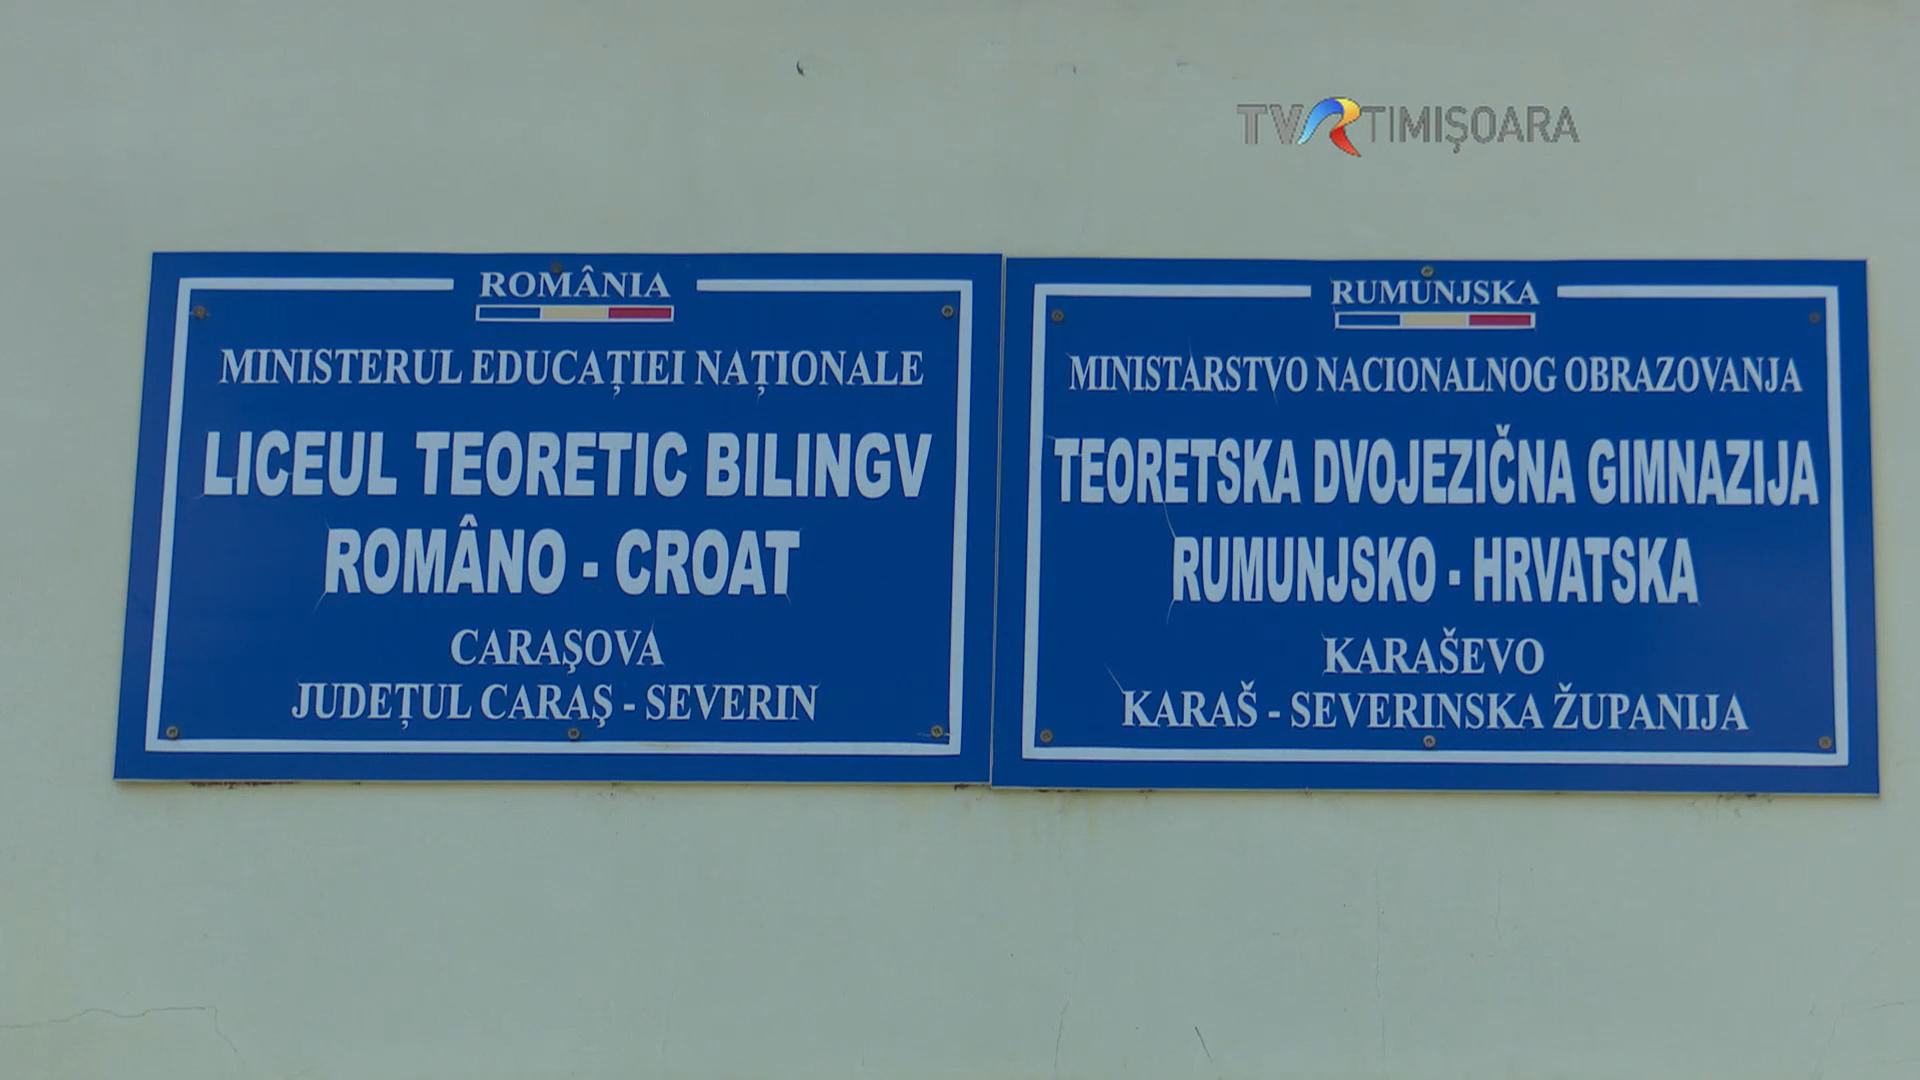 TVR TIMIŞOARA
ROMÂNIA
MINISTERUL EDUCAŢIEI NAŢIONALE
LICEUL TEORETIC BILINGV
ROMÂNO - CROAT
CARAŞOVA
JUDEŢUL CARAŞ - SEVERIN
RUMUNJSKA
MINISTARSTVO NACIONALNOG OBRAZOVANJA
TEORETSKA DVOJEZIČNA GIMNAZIJA
RUMUNJSKO - HRVATSKA
KARAŠEVO
KARAŠ - SEVERINSKA ŽUPANIJA